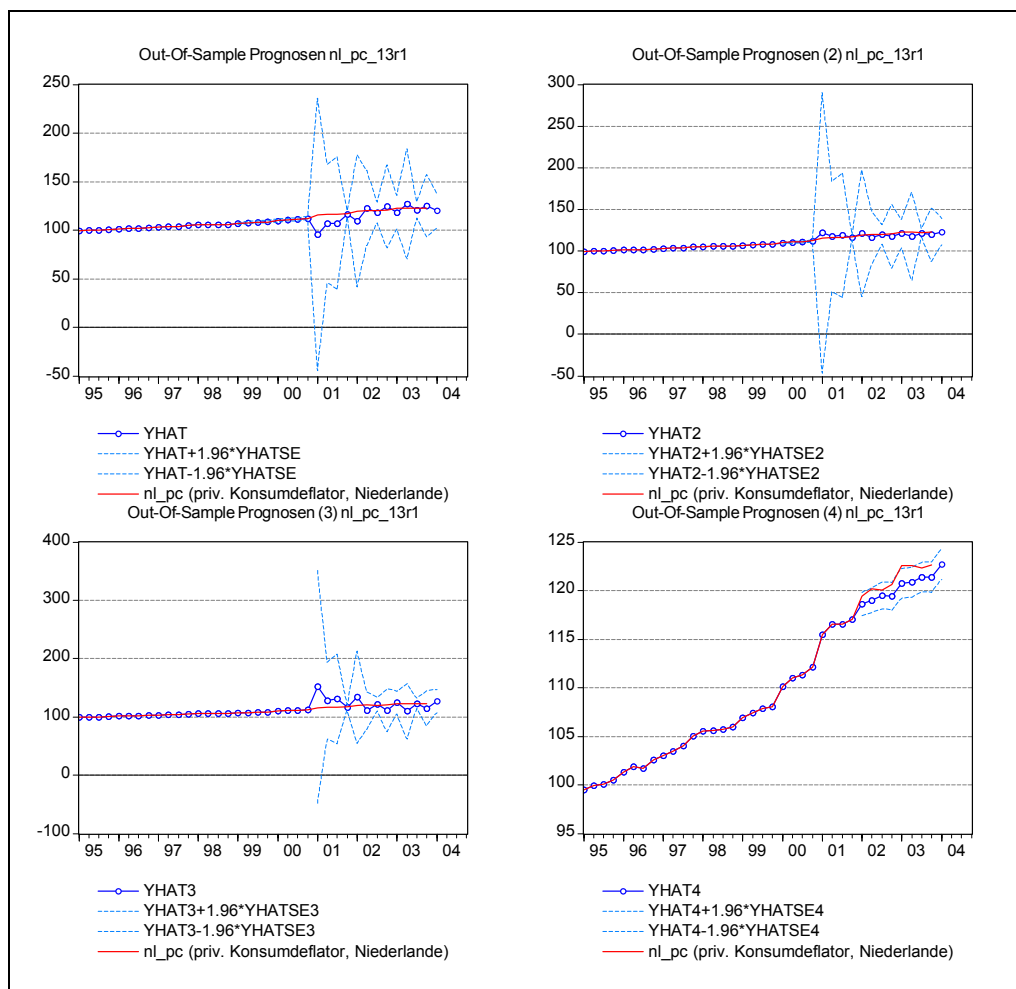 Out-Of-Sample Prognosen nl_pc_13r1
250
200
150
100
50
0
-50
95 96 97 98 99 00 01 02 03 04
YHAT
YHAT+1.96*YHATSE
YHAT-1.96*YHATSE
nl_pc (priv. Konsumdeflator, Niederlande)
Out-Of-Sample Prognosen (2) nl_pc_13r1
300
250
200
150
100
50
0
-50
95 96 97 98 99 00 01 02 03 04
YHAT2
YHAT2+1.96*YHATSE2
YHAT2-1.96*YHATSE2
nl_pc (priv. Konsumdeflator, Niederlande)
Out-Of-Sample Prognosen (3) nl_pc_13r1
400
300
200
100
0
-100
95 96 97 98 99 00 01 02 03 04
YHAT3
YHAT3+1.96*YHATSE3
YHAT3-1.96*YHATSE3
nl_pc (priv. Konsumdeflator, Niederlande)
Out-Of-Sample Prognosen (4) nl_pc_13r1
125
120
115
110
105
100
95
95 96 97 98 99 00 01 02 03 04
YHAT4
YHAT4+1.96*YHATSE4
YHAT4-1.96*YHATSE4
nl_pc (priv. Konsumdeflator, Niederlande)